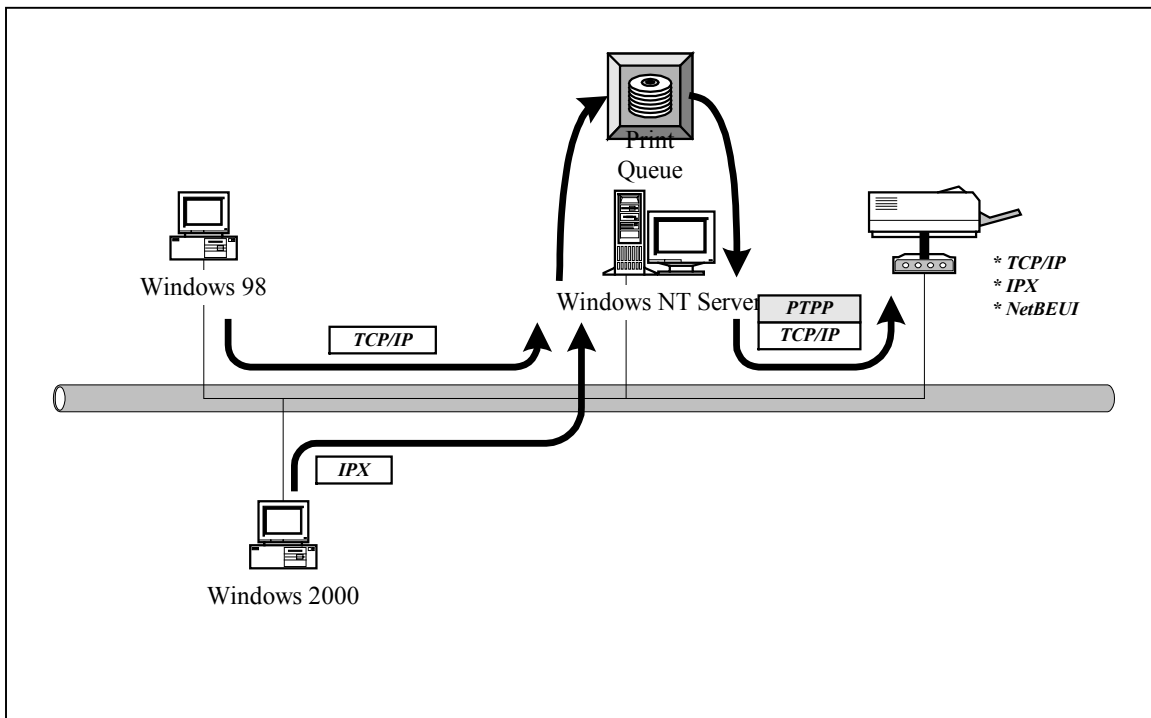 Print
Queue
Windows 98
Windows NT Server
* TCP/IP
* IPX
* NetBEUI
PTPP
TCP/IP
TCP/IP
IPX
Windows 2000